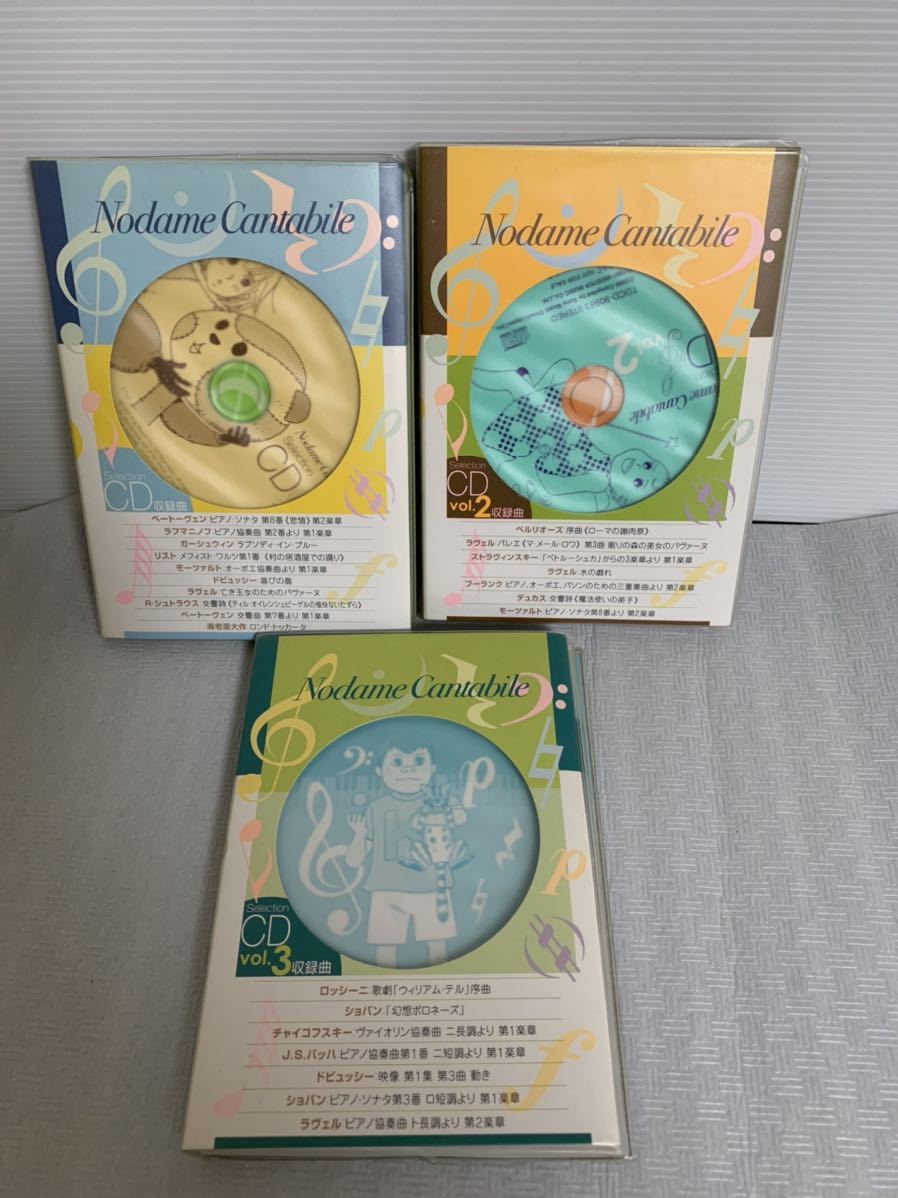 Nodame Cantabile
Nodame Cantabile
Selection
CD
Selection
CD収録曲
ベートーヴェン:ピアノ・ソナタ 第8番《悲愴》第2楽章
ラフマニノフ:ピアノ協奏曲 第2番より 第1楽章
ガーシュウィン:ラプソディ・イン・ブルー
リスト:メフィスト・ワルツ第1番《村の居酒屋での踊り》
モーツァルト:オーボエ協奏曲より 第1楽章
ドビュッシー:喜びの島
ラヴェル:亡き王女のためのパヴァーヌ
R・シュトラウス:交響詩《ティル・オイレンシュピーゲルの愉快ないたずら》
ベートーヴェン:交響曲 第7番より 第1楽章
海老原大作:ロンド・トッカータ
Nodame Cantabile
TDCD-90963 STEREO
NOT FOR SALE
CD
vol.2
Nodame Cantabile
Selection
CD
vol.2収録曲
ベルリオーズ:序曲《ローマの謝肉祭》
ラヴェル:バレエ《マ・メール・ロワ》 第3曲 眠りの森の美女のパヴァーヌ
ストラヴィンスキー:「ペトルーシュカ」からの3楽章より 第1楽章
ラヴェル:水の戯れ
プーランク:ピアノ、オーボエ、バソンのための三重奏曲より 第2楽章
デュカス:交響詩《魔法使いの弟子》
モーツァルト:ピアノ・ソナタ第8番より 第2楽章
Nodame Cantabile
Selection
CD
vol.3収録曲
ロッシーニ:歌劇「ウィリアム・テル」序曲
ショパン:「幻想ポロネーズ」
チャイコフスキー:ヴァイオリン協奏曲 ニ長調より 第1楽章
J.S.バッハ:ピアノ協奏曲第1番 ニ短調より 第1楽章
ドビュッシー:映像 第1集 第3曲 動き
ショパン:ピアノ・ソナタ第3番 ロ短調より 第1楽章
ラヴェル:ピアノ協奏曲 ト長調より 第2楽章